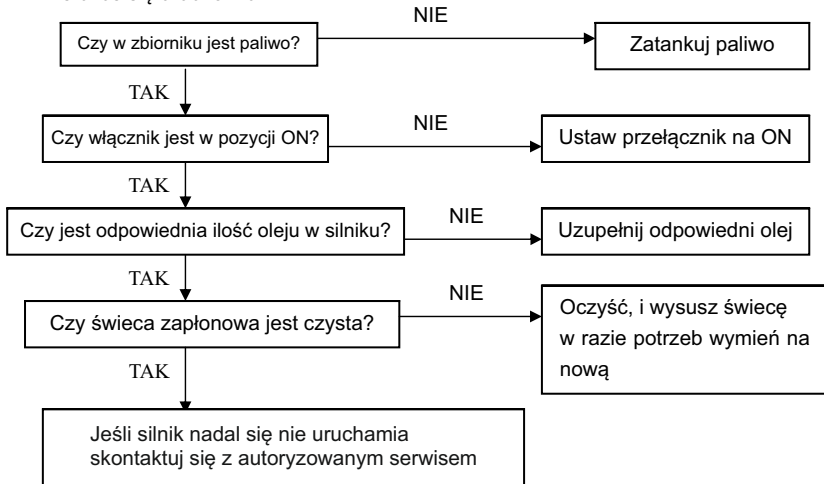 NIE
Czy w zbiorniku jest paliwo?
Zatankuj paliwo
TAK
NIE
Czy włącznik jest w pozycji ON?
Ustaw przełącznik na ON
TAK
NIE
Czy jest odpowiednia ilość oleju w silniku?
Uzupełnij odpowiedni olej
TAK
NIE
Czy świeca zapłonowa jest czysta?
Oczyść, i wysusz świecę
w razie potrzeb wymień na
nową
TAK
Jeśli silnik nadal się nie uruchamia
skontaktuj się z autoryzowanym serwisem